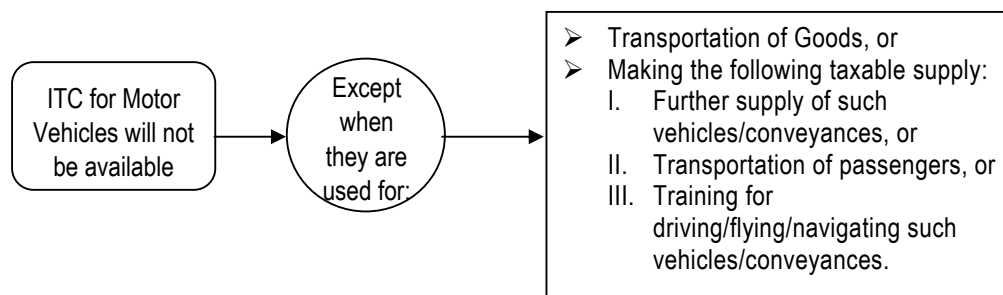 ITC for Motor
Vehicles will not
be available
Except
when
they are
used for:
➢ Transportation of Goods, or
➢ Making the following taxable supply:
I. Further supply of such
vehicles/conveyances, or
II. Transportation of passengers, or
III. Training for
driving/flying/navigating such
vehicles/conveyances.